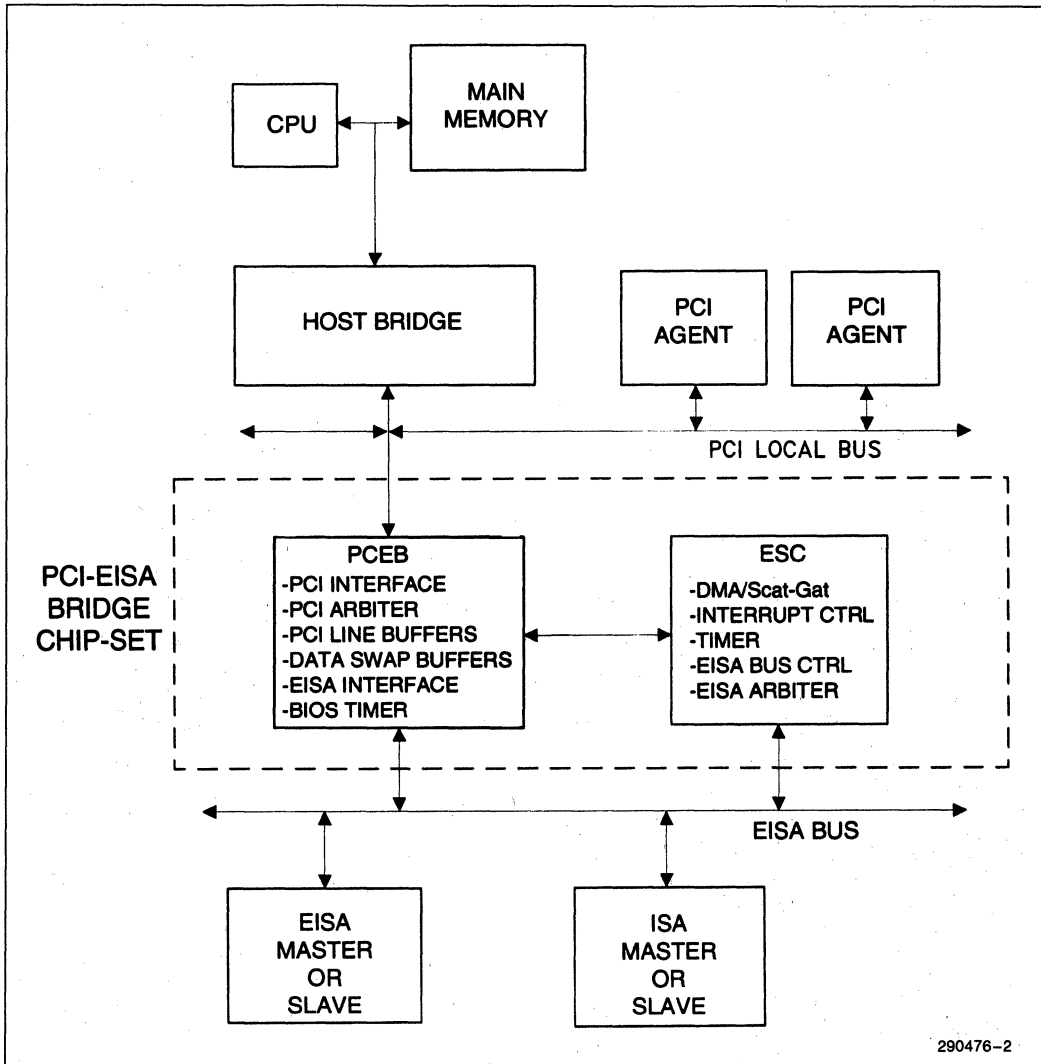 CPU
MAIN
MEMORY
HOST BRIDGE
PCI
AGENT
PCI
AGENT
PCI LOCAL BUS
PCI-EISA
BRIDGE
CHIP-SET
PCEB
-PCI INTERFACE
-PCI ARBITER
-PCI LINE BUFFERS
-DATA SWAP BUFFERS
-EISA INTERFACE
-BIOS TIMER
ESC
-DMA/Scat-Gat
-INTERRUPT CTRL
-TIMER
-EISA BUS CTRL
-EISA ARBITER
EISA BUS
EISA
MASTER
OR
SLAVE
ISA
MASTER
OR
SLAVE
290476-2